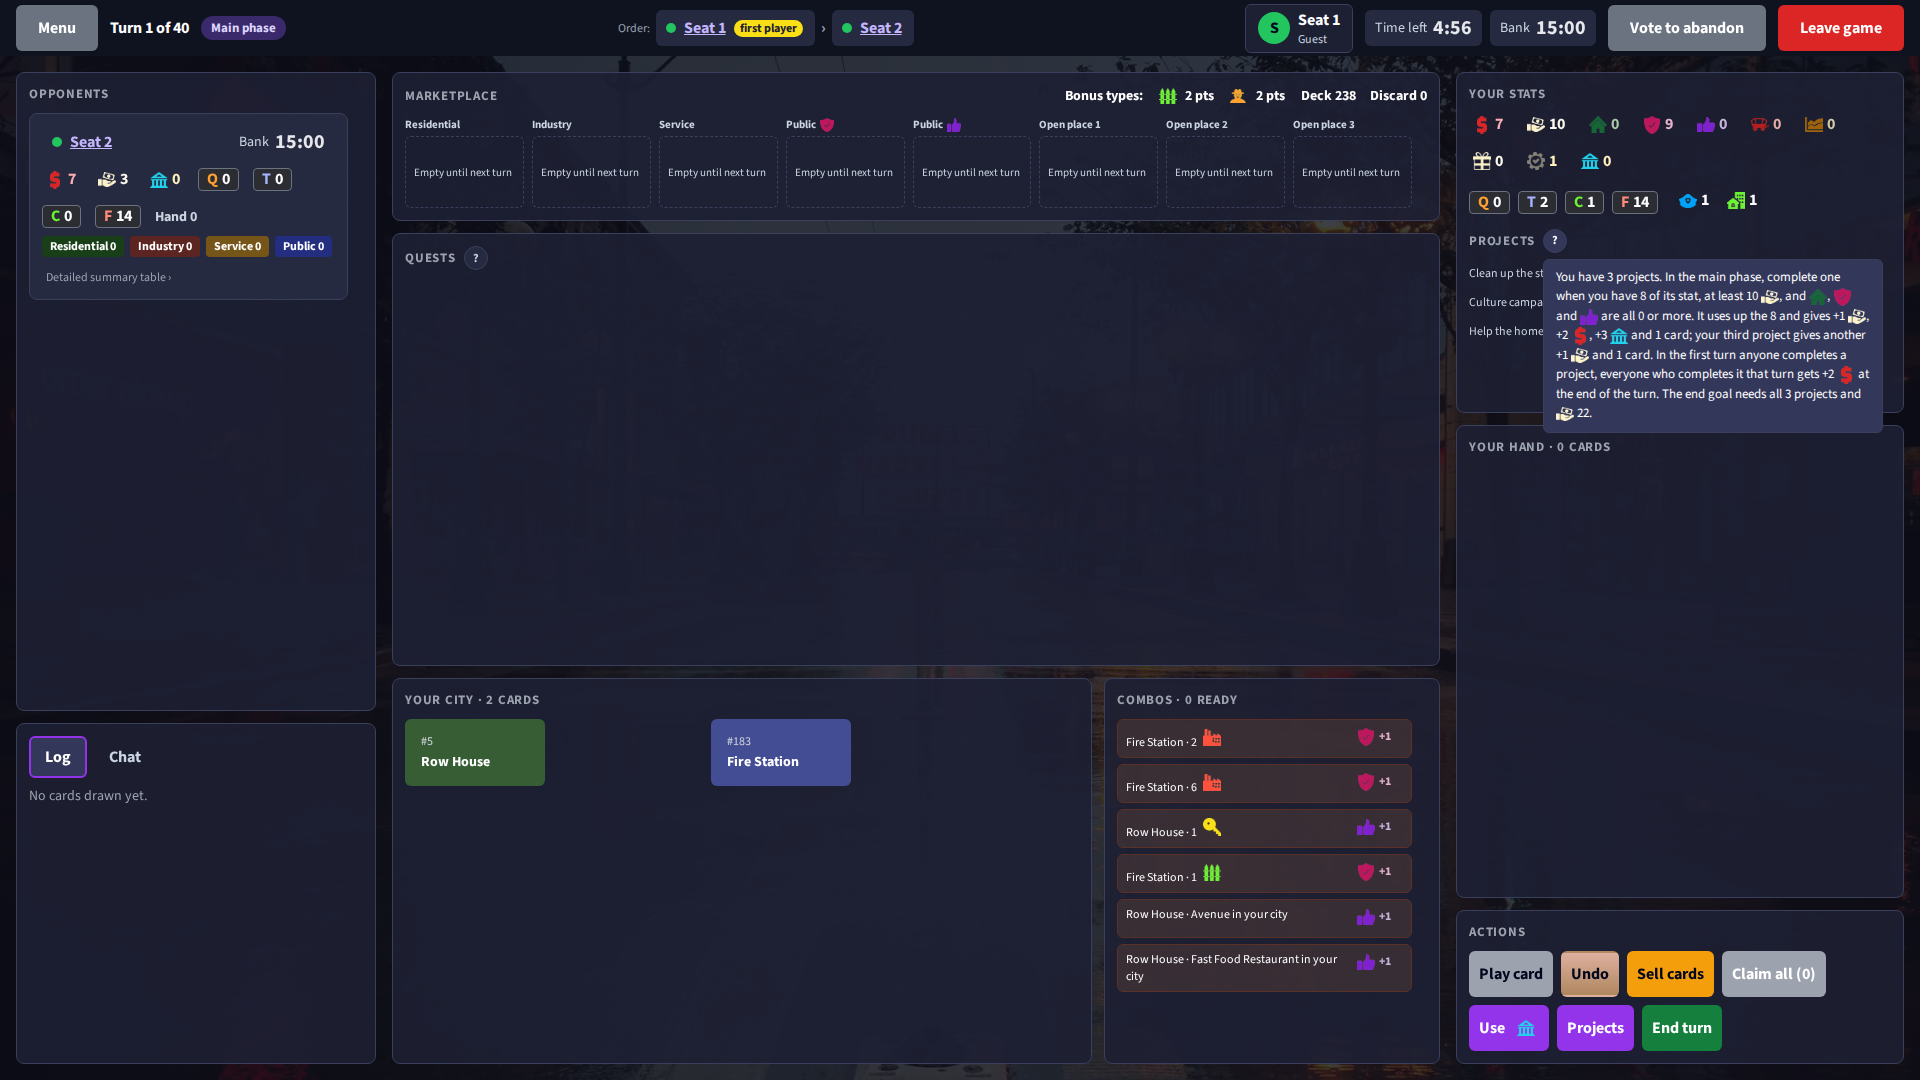 Menu
Turn 1 of 40
Main phase
Order:
Seat 1
first player
›
Seat 2
S
Seat 1
Guest
Time left 4:56
Bank 15:00
Vote to abandon
Leave game
OPPONENTS
Seat 2
Bank 15:00
7
3
0
Q 0
T 0
C 0
F 14
Hand 0
Residential 0
Industry 0
Service 0
Public 0
Detailed summary table ›
Log
Chat
No cards drawn yet.
MARKETPLACE
Bonus types:
2 pts
2 pts
Deck 238
Discard 0
Residential
Industry
Service
Public
Public
Open place 1
Open place 2
Open place 3
Empty until next turn
Empty until next turn
Empty until next turn
Empty until next turn
Empty until next turn
Empty until next turn
Empty until next turn
Empty until next turn
QUESTS
?
YOUR CITY · 2 CARDS
#5
Row House
#183
Fire Station
COMBOS · 0 READY
Fire Station · 2
+1
Fire Station · 6
+1
Row House · 1
+1
Fire Station · 1
+1
Row House · Avenue in your city
+1
Row House · Fast Food Restaurant in your
city
+1
YOUR STATS
7
10
0
9
0
0
0
0
1
0
Q 0
T 2
C 1
F 14
1
1
PROJECTS
?
Clean up the st
Culture campa
Help the home
You have 3 projects. In the main phase, complete one
when you have 8 of its stat, at least 10 , and ,
and are all 0 or more. It uses up the 8 and gives +1 ,
+2 , +3 and 1 card; your third project gives another
+1 and 1 card. In the first turn anyone completes a
project, everyone who completes it that turn gets +2 at
the end of the turn. The end goal needs all 3 projects and
22.
YOUR HAND · 0 CARDS
ACTIONS
Play card
Undo
Sell cards
Claim all (0)
Use
Projects
End turn